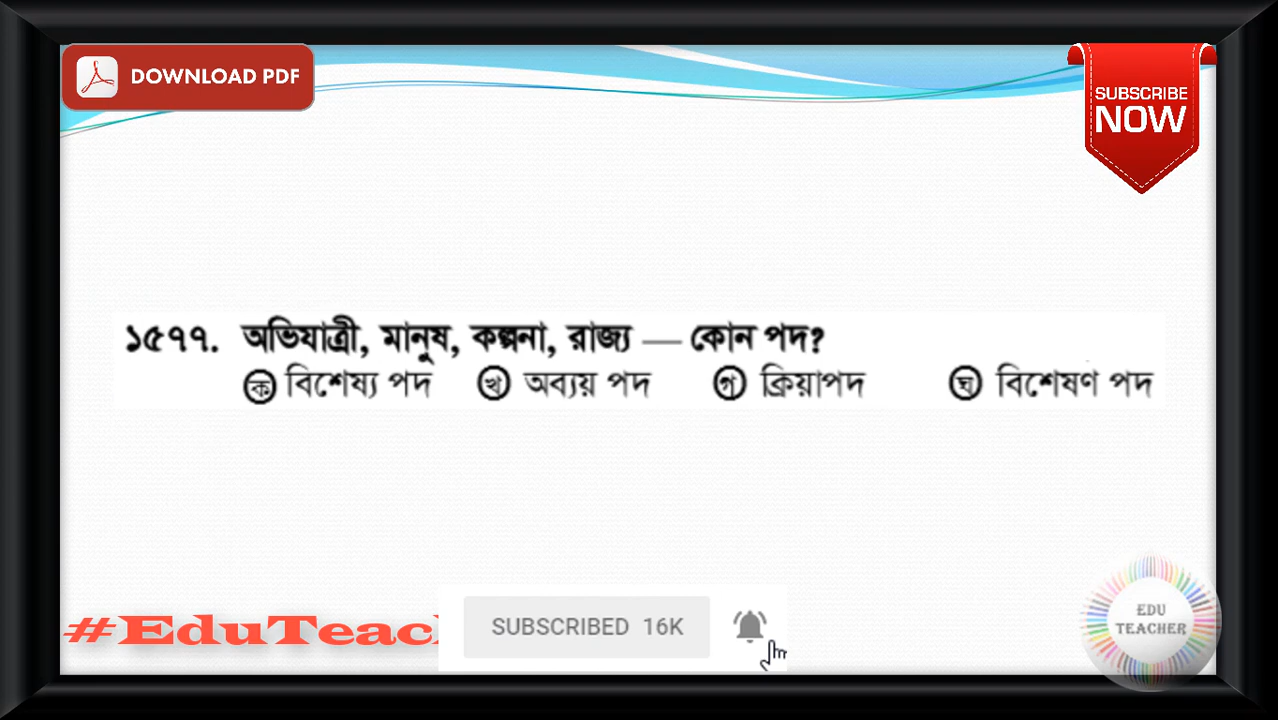 DOWNLOAD PDF
SUBSCRIBE
NOW
১৫৭৭. অভিযাত্রী, মানুষ, কল্পনা, রাজ্য — কোন পদ?
ক বিশেষ্য পদ খ অব্যয় পদ গ ক্রিয়াপদ ঘ বিশেষণ পদ
#EduTeac
SUBSCRIBED 16K
EDU
TEACHER